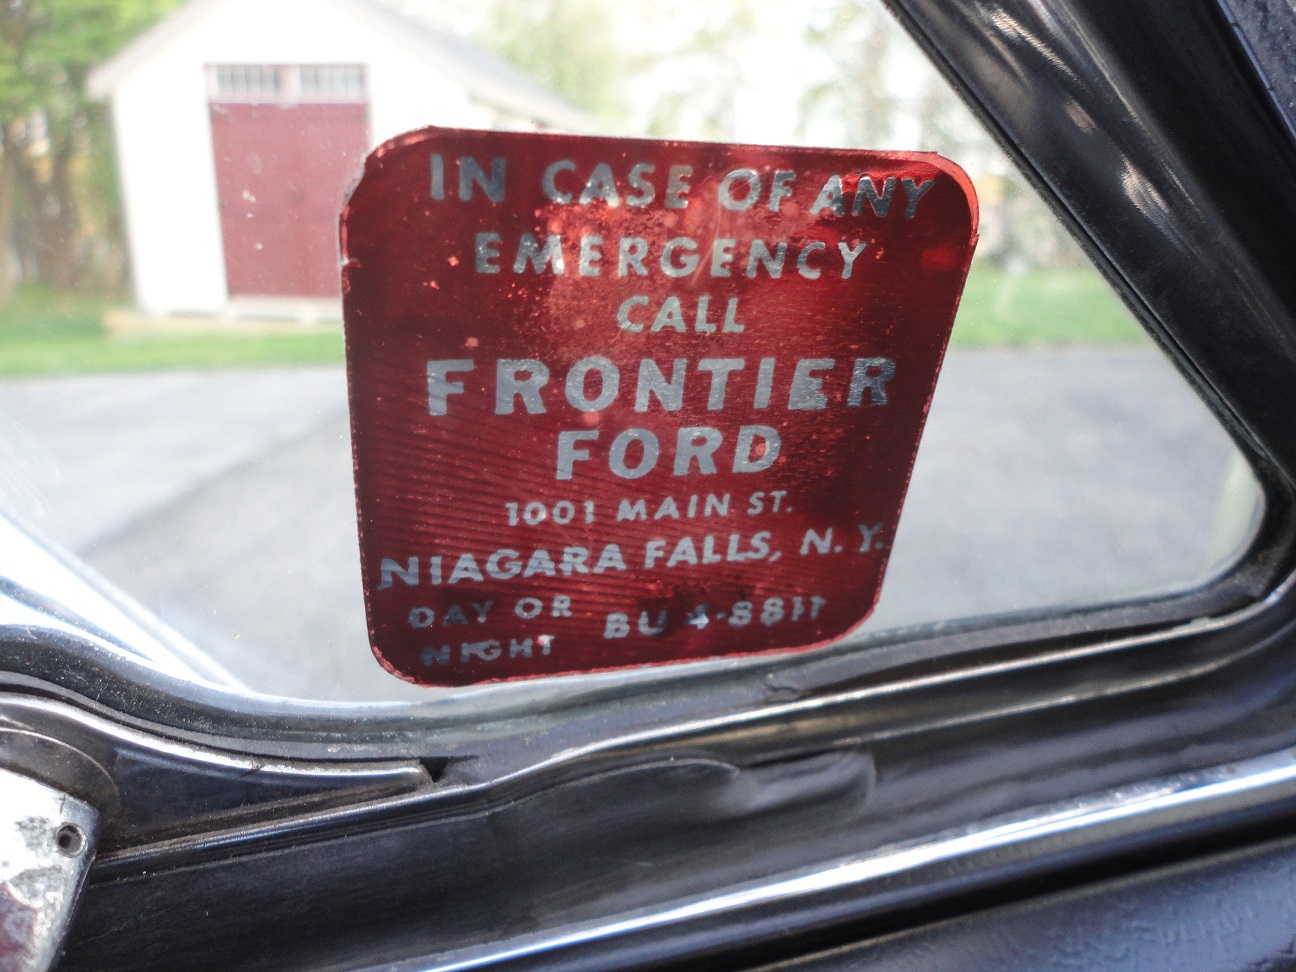 IN CASE OF ANY
EMERGENCY
CALL
FRONTIER
FORD
1001 MAIN ST.
NIAGARA FALLS, N. Y.
DAY OR
NIGHT BU 4-8811